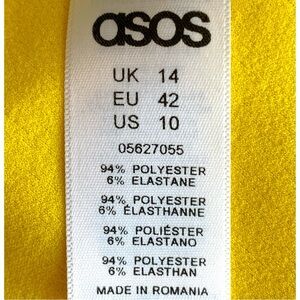 asos
UK 14
EU 42
US 10
05627055
94% POLYESTER
6% ELASTANE
94% POLYESTER
6% ÉLASTHANNE
94% POLIÉSTER
6% ELASTANO
94% POLYESTER
6% ELASTHAN
MADE IN ROMANIA